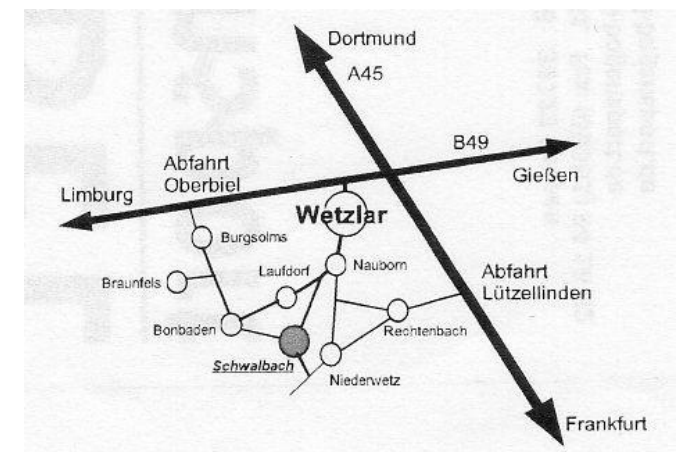 Dortmund
A45
B49
Abfahrt
Oberbiel
Gießen
Limburg
Wetzlar
Burgsolms
Nauborn
Laufdorf
Abfahrt
Lützellinden
Braunfels
Bonbaden
Rechtenbach
Schwalbach
Niederwetz
Frankfurt